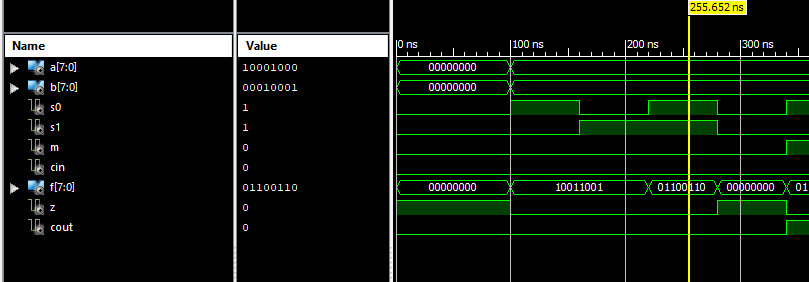 255.652 ns
Name Value 0 ns 100 ns 200 ns 300 ns
a[7:0] 10001000 00000000
b[7:0] 00010001 00000000
s0 1
s1 1
m 0
cin 0
f[7:0] 01100110 00000000 10011001 01100110 00000000 01
z 0
cout 0